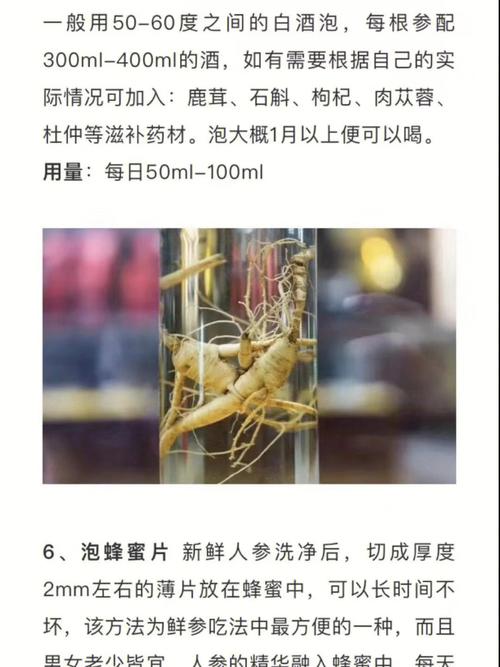 一般用50-60度之间的白酒泡，每根参配
300ml-400ml的酒，如有需要根据自己的实
际情况可加入：鹿茸、石斛、枸杞、肉苁蓉、
杜仲等滋补药材。泡大概1月以上便可以喝。
用量：每日50ml-100ml
6、泡蜂蜜片 新鲜人参洗净后，切成厚度
2mm左右的薄片放在蜂蜜中，可以长时间不
坏，该方法为鲜参吃法中最方便的一种，而且
男女老少皆宜，人参的精华融入蜂蜜中，每天